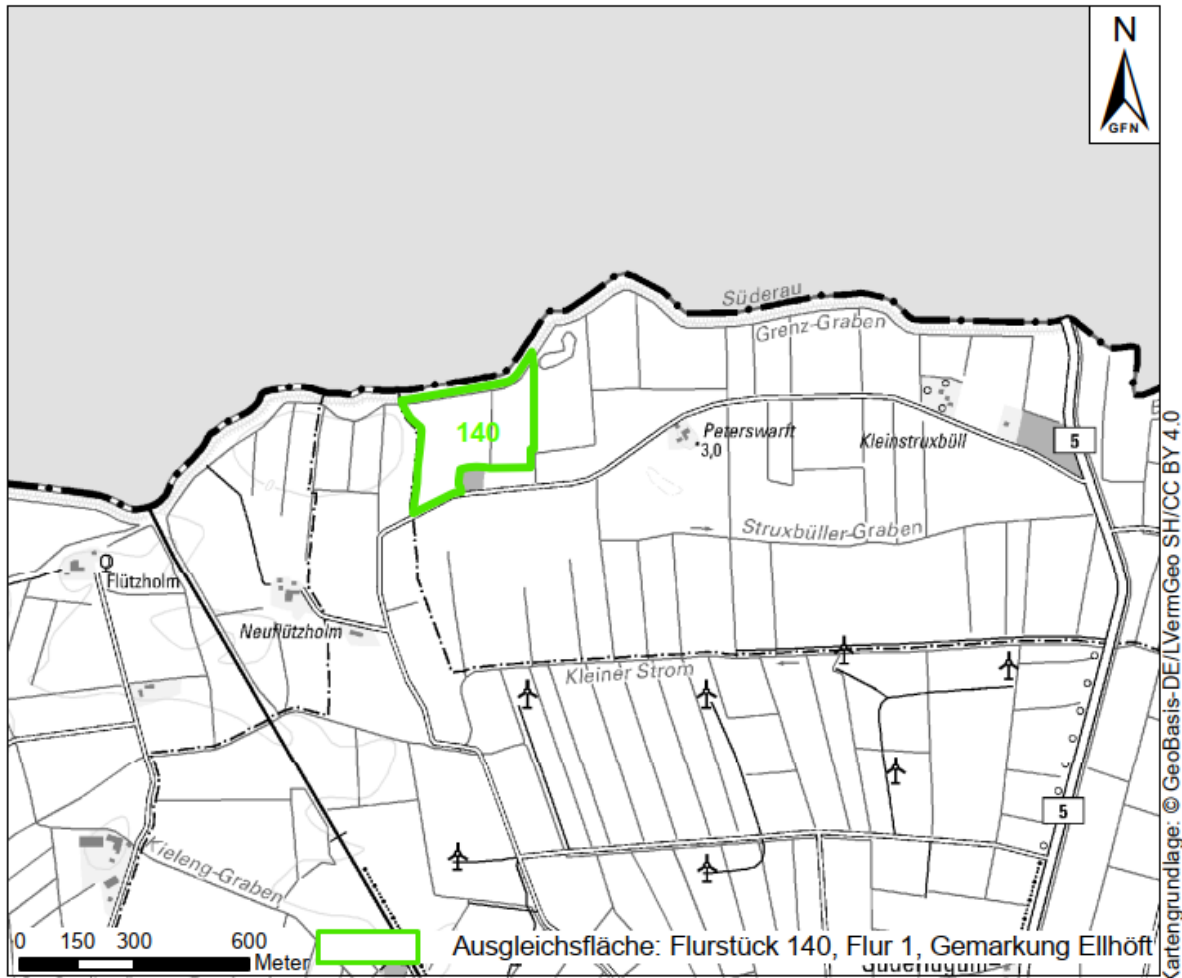 N
GFN
Süderau
Grenz-Graben
140
Peterswarft
3,0
Kleinstruxbüll
5
Struxbüller-Graben
Flützholm
Neuflützholm
Kleiner Strom
5
Kieleng-Graben
0 150 300 600
Meter
Ausgleichsfläche: Flurstück 140, Flur 1, Gemarkung Ellhöft
Kartengrundlage: © GeoBasis-DE/LVermGeo SH/CC BY 4.0